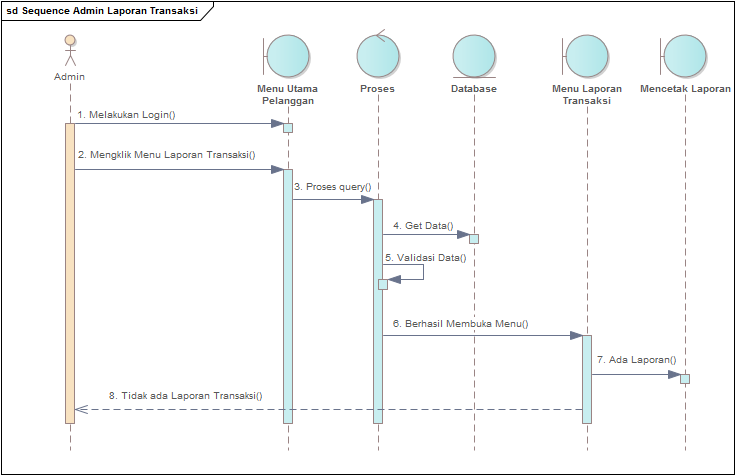 sd Sequence Admin Laporan Transaksi
Admin
Menu Utama
Pelanggan
Proses
Database
Menu Laporan
Transaksi
Mencetak Laporan
1. Melakukan Login()
2. Mengklik Menu Laporan Transaksi()
3. Proses query()
4. Get Data()
5. Validasi Data()
6. Berhasil Membuka Menu()
7. Ada Laporan()
8. Tidak ada Laporan Transaksi()